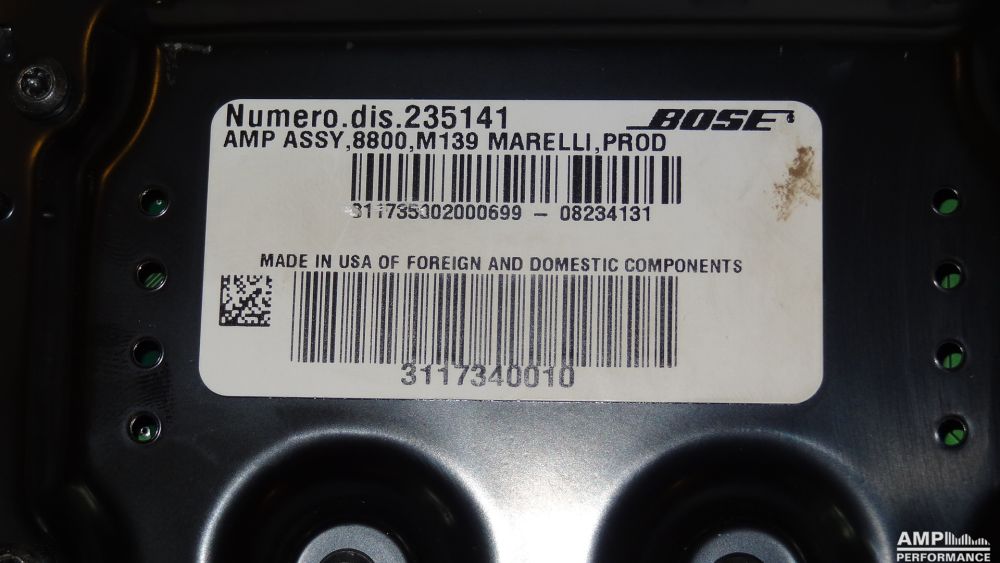 Numero.dis.235141
BOSE
AMP ASSY,8800,M139 MARELLI,PROD
311735302000699 - 08234131
MADE IN USA OF FOREIGN AND DOMESTIC COMPONENTS
3117340010
AMP
PERFORMANCE